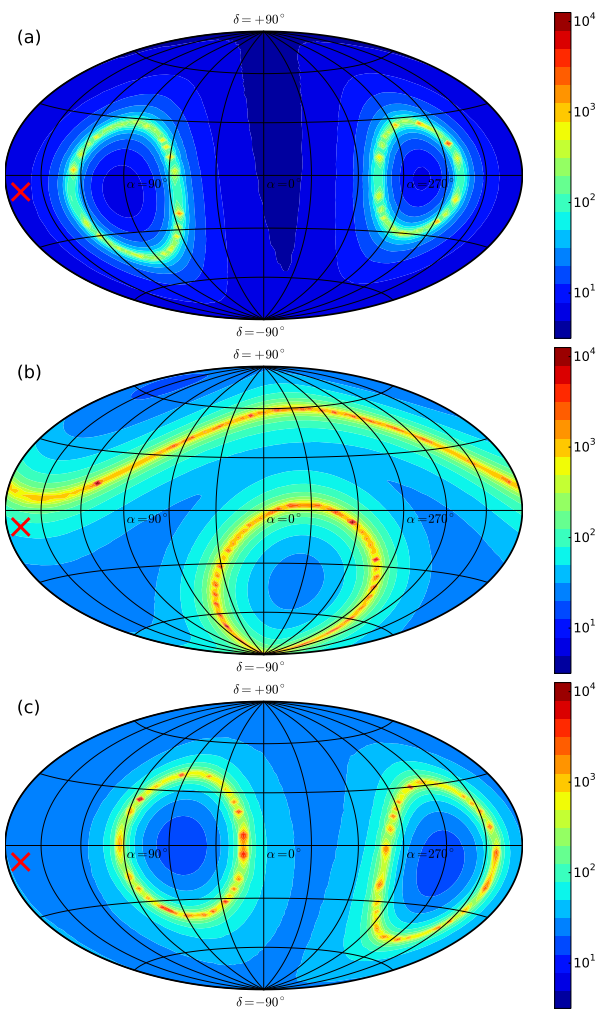 (a)
δ = +90°
α = 90°
α = 0°
α = 270°
δ = −90°
10⁴
10³
10²
10¹
(b)
δ = +90°
α = 90°
α = 0°
α = 270°
δ = −90°
10⁴
10³
10²
10¹
(c)
δ = +90°
α = 90°
α = 0°
α = 270°
δ = −90°
10⁴
10³
10²
10¹